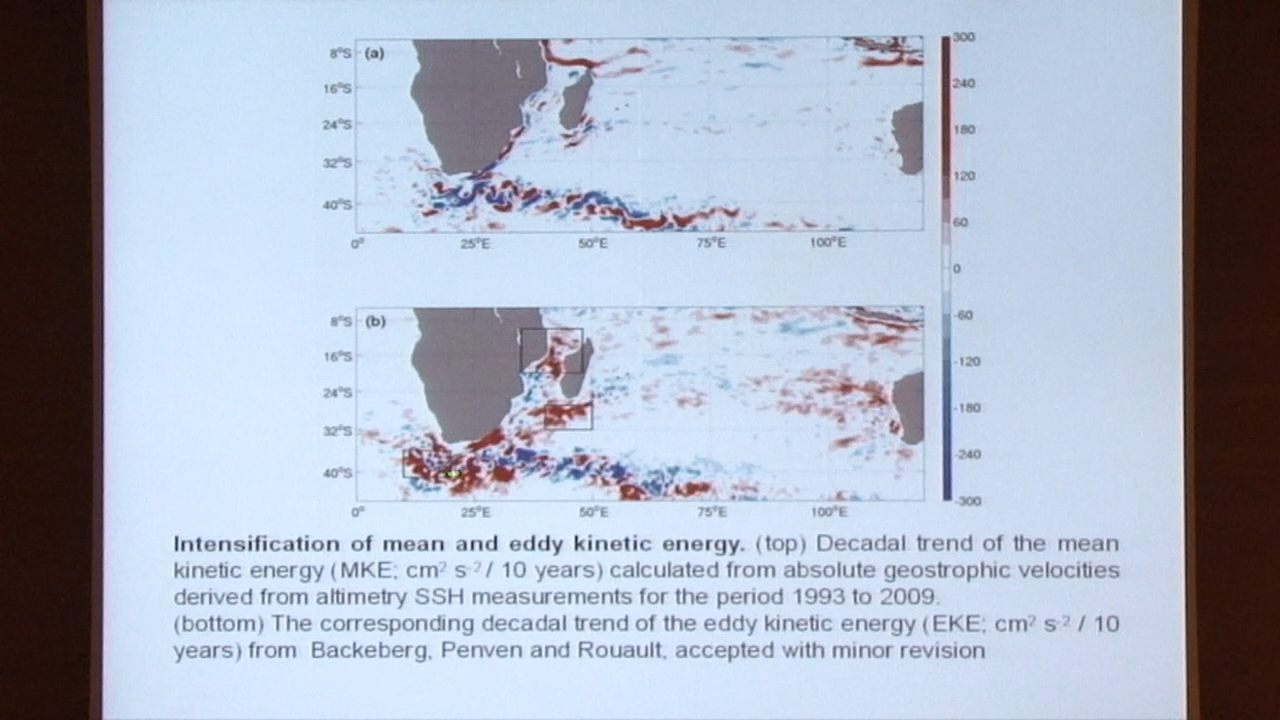 (a)
8°S
16°S
24°S
32°S
40°S
0°
25°E
50°E
75°E
100°E
300
240
180
120
60
0
-60
-120
-180
-240
-300
(b)
8°S
16°S
24°S
32°S
40°S
0°
25°E
50°E
75°E
100°E
Intensification of mean and eddy kinetic energy. (top) Decadal trend of the mean
kinetic energy (MKE; cm² s⁻² / 10 years) calculated from absolute geostrophic velocities
derived from altimetry SSH measurements for the period 1993 to 2009.
(bottom) The corresponding decadal trend of the eddy kinetic energy (EKE; cm² s⁻² / 10
years) from Backeberg, Penven and Rouault, accepted with minor revision